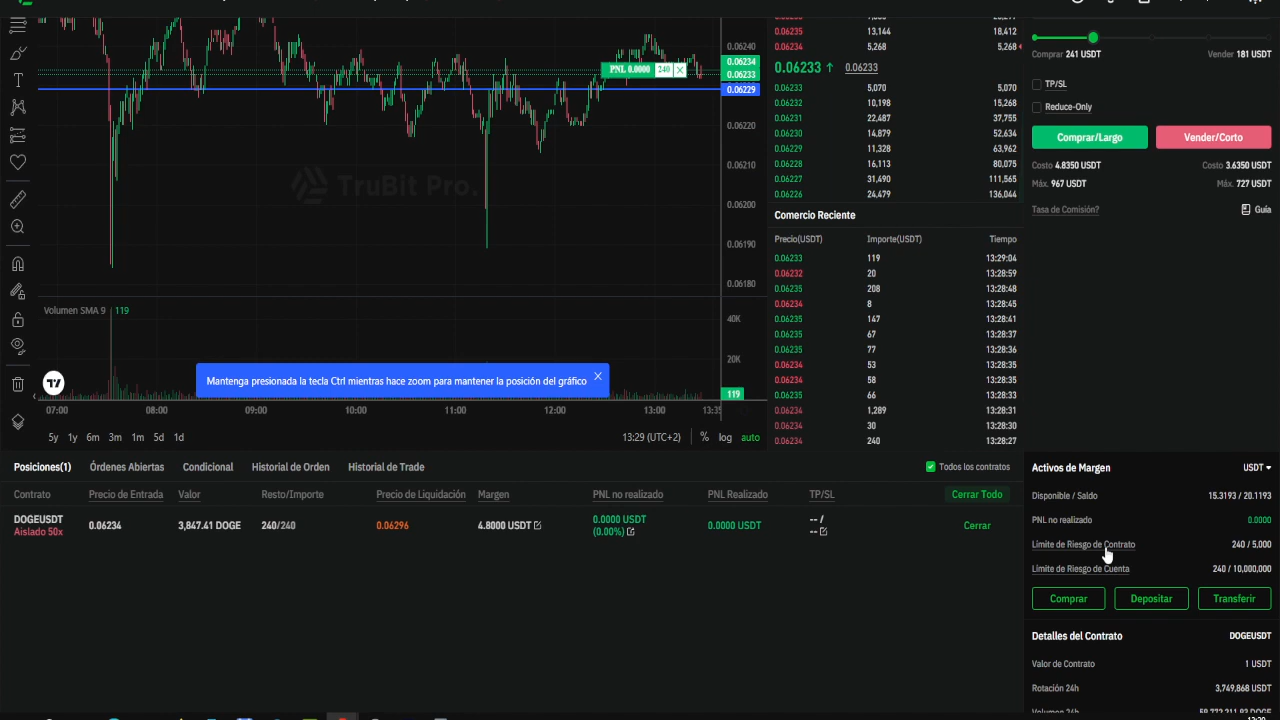 0.06240
0.06234
0.06233
0.06229
0.06220
0.06210
0.06200
0.06190
0.06180
PNL 0.0000 240
TruBit Pro.
Volumen SMA 9 119
40K
20K
119
Mantenga presionada la tecla Ctrl mientras hace zoom para mantener la posición del gráfico
07:00 08:00 09:00 10:00 11:00 12:00 13:00 13:35
5y 1y 6m 3m 1m 5d 1d
13:29 (UTC+2) % log auto
0.06235 13,144 18,412
0.06234 5,268 5,268
0.06233 ↑ 0.06233
0.06233 5,070 5,070
0.06232 10,198 15,268
0.06231 22,487 37,755
0.06230 14,879 52,634
0.06229 11,328 63,962
0.06228 16,113 80,075
0.06227 31,490 111,565
0.06226 24,479 136,044
Comercio Reciente
Precio(USDT) Importe(USDT) Tiempo
0.06233 119 13:29:04
0.06232 20 13:28:59
0.06235 208 13:28:48
0.06234 8 13:28:45
0.06235 147 13:28:41
0.06235 67 13:28:37
0.06235 77 13:28:36
0.06234 53 13:28:35
0.06234 58 13:28:35
0.06235 66 13:28:33
0.06234 1,289 13:28:31
0.06234 30 13:28:30
0.06234 240 13:28:27
Comprar 241 USDT Vender 181 USDT
TP/SL
Reduce-Only
Comprar/Largo Vender/Corto
Costo 4.8350 USDT Costo 3.6350 USDT
Máx. 967 USDT Máx. 727 USDT
Tasa de Comisión? Guía
Posiciones(1) Órdenes Abiertas Condicional Historial de Orden Historial de Trade Todos los contratos
Contrato Precio de Entrada Valor Resto/Importe Precio de Liquidación Margen PNL no realizado PNL Realizado TP/SL Cerrar Todo
DOGEUSDT 0.06234 3,847.41 DOGE 240/240 0.06296 4.8000 USDT 0.0000 USDT 0.0000 USDT -- / Cerrar
Aislado 50x (0.00%) --
Activos de Margen USDT
Disponible / Saldo 15.3193 / 20.1193
PNL no realizado 0.0000
Límite de Riesgo de Contrato 240 / 5,000
Límite de Riesgo de Cuenta 240 / 10,000,000
Comprar Depositar Transferir
Detalles del Contrato DOGEUSDT
Valor de Contrato 1 USDT
Rotación 24h 3,749,868 USDT